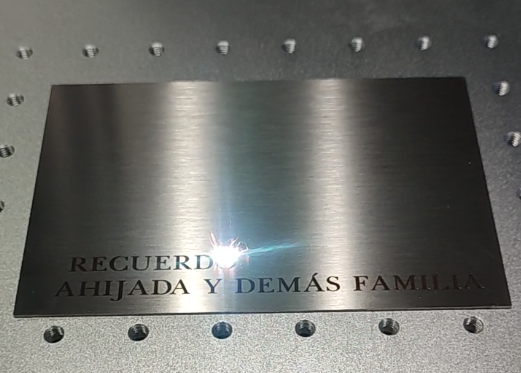 RECUERD
AHIJADA Y DEMÁS FAMILIA